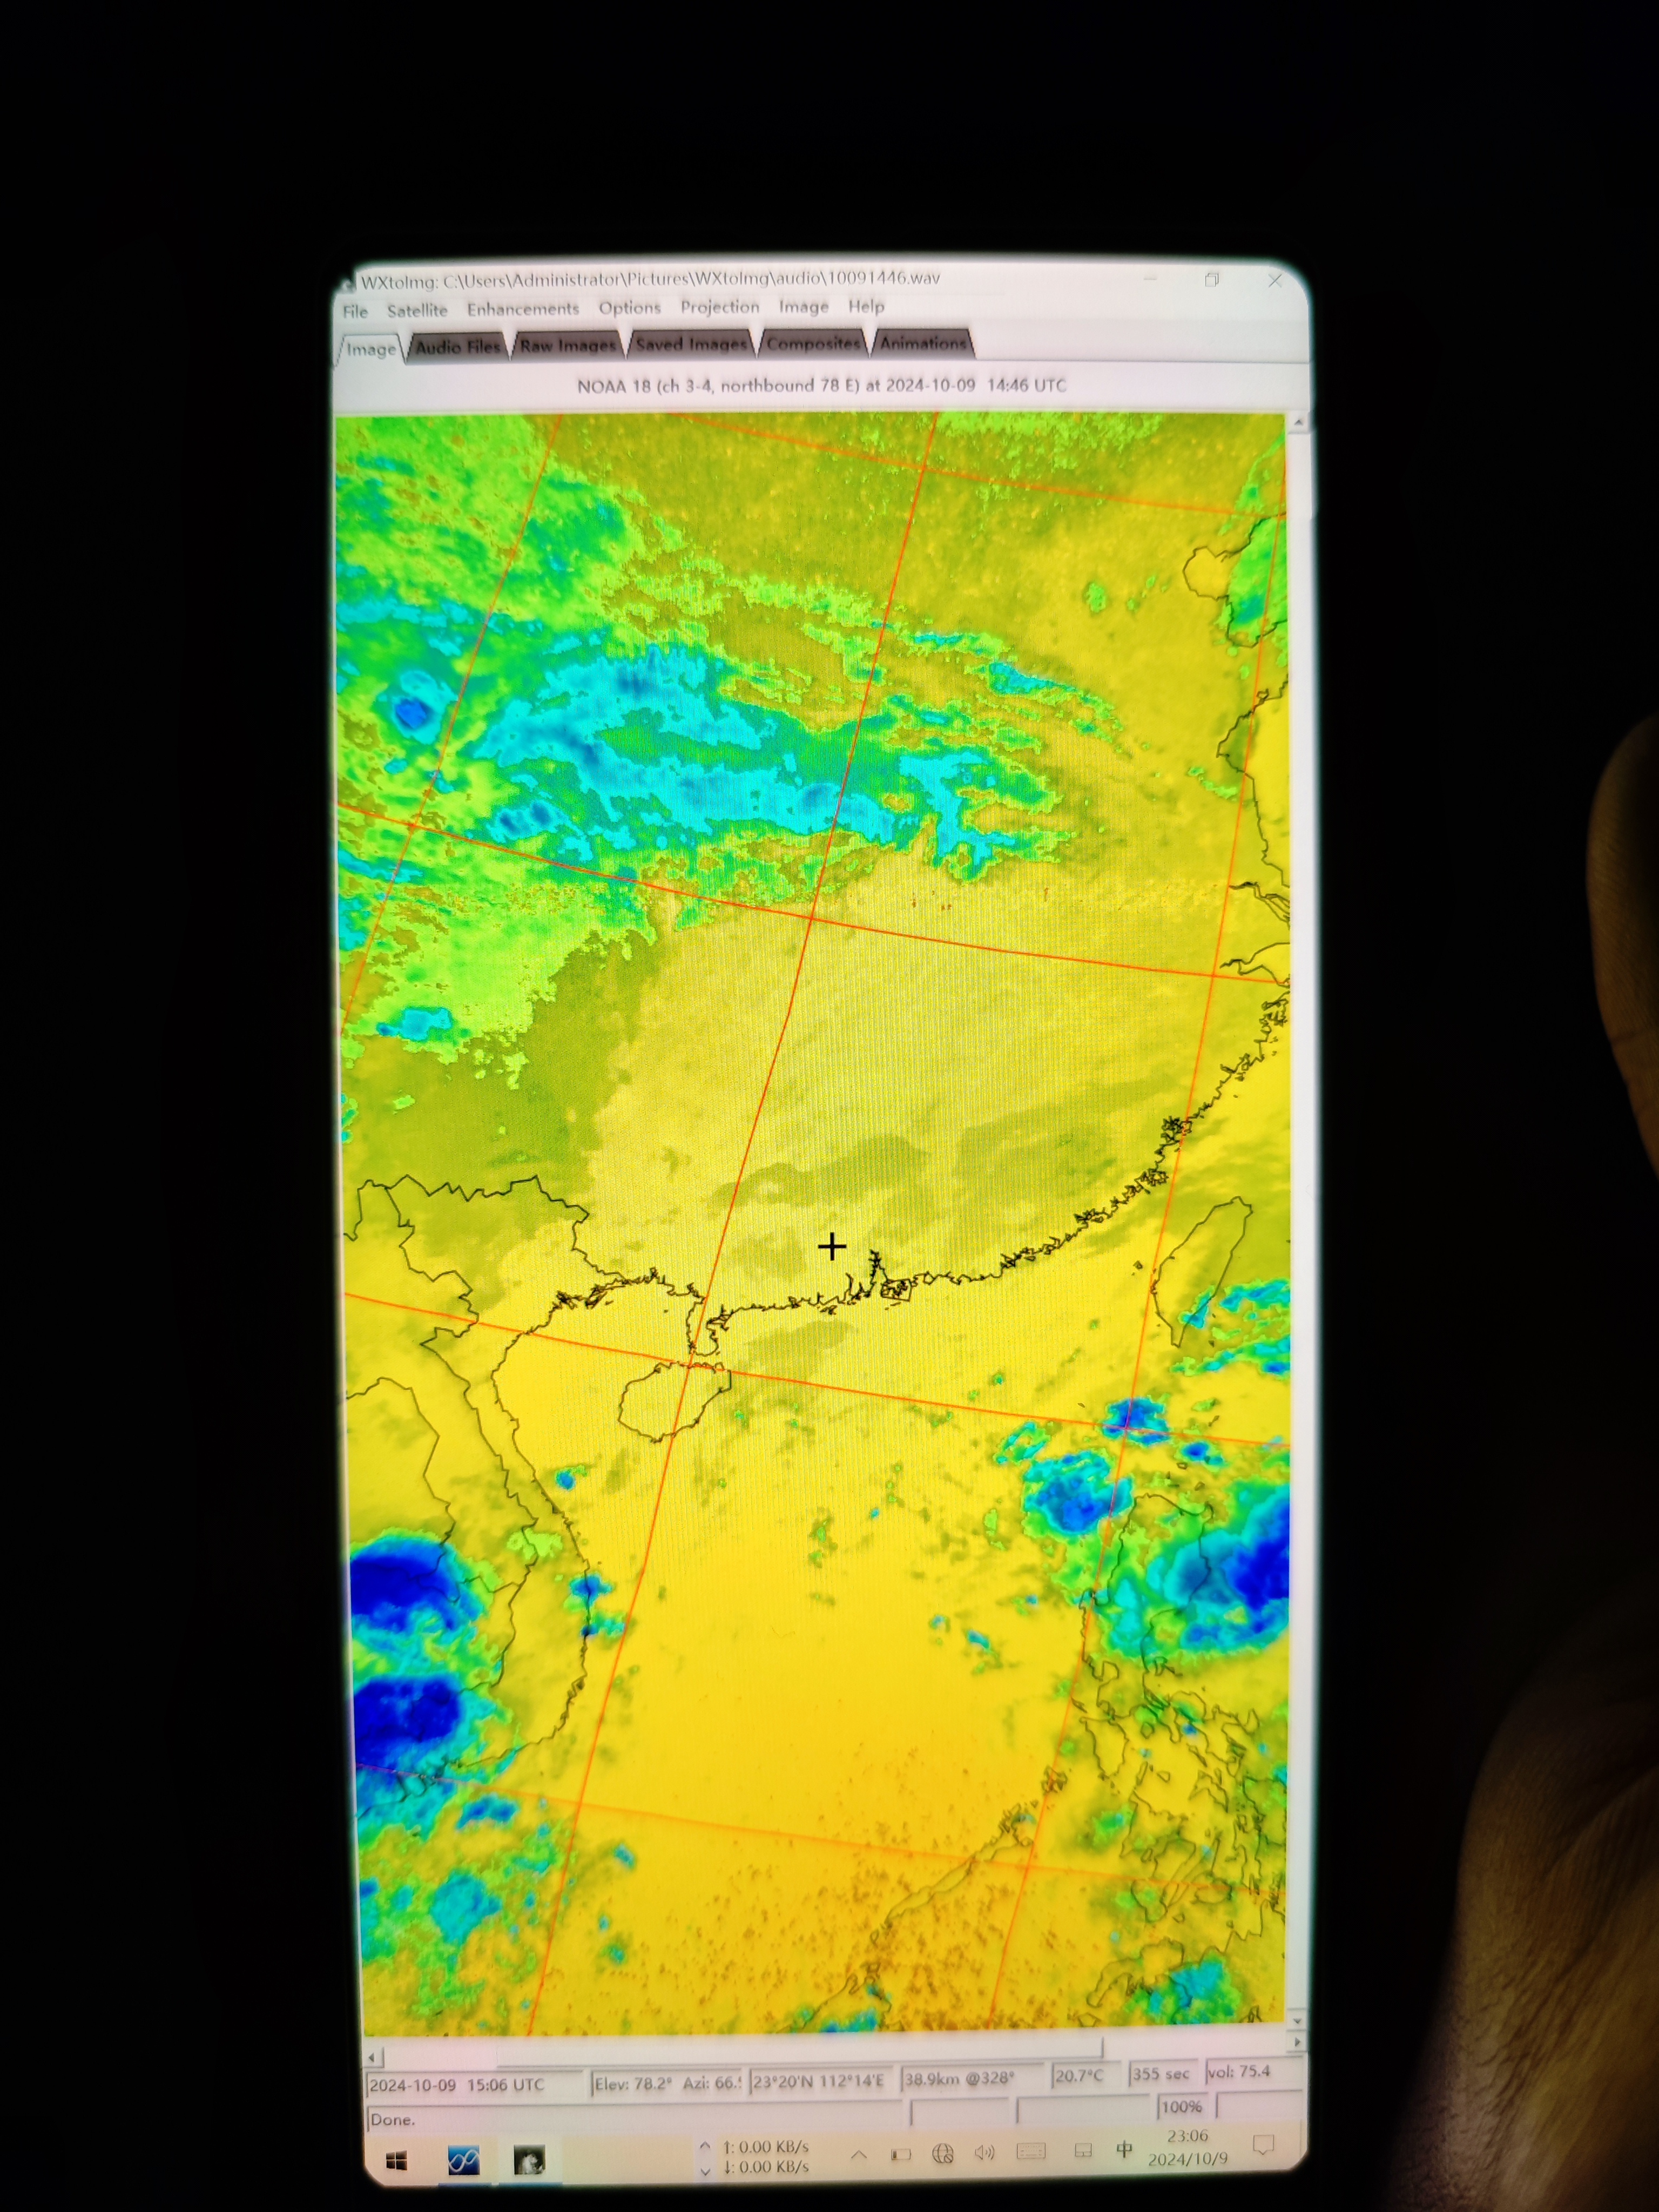 WXtoImg: C:\Users\Administrator\Pictures\WXtoImg\audio\10091446.wav
File Satellite Enhancements Options Projection Image Help
Image Audio Files Raw Images Saved Images Composites Animations
NOAA 18 (ch 3-4, northbound 78 E) at 2024-10-09 14:46 UTC
2024-10-09 15:06 UTC Elev: 78.2° Azi: 66. 23°20'N 112°14'E 38.9km @328° 20.7°C 355 sec vol: 75.4
Done. 100%
↑: 0.00 KB/s
↓: 0.00 KB/s
中
23:06
2024/10/9